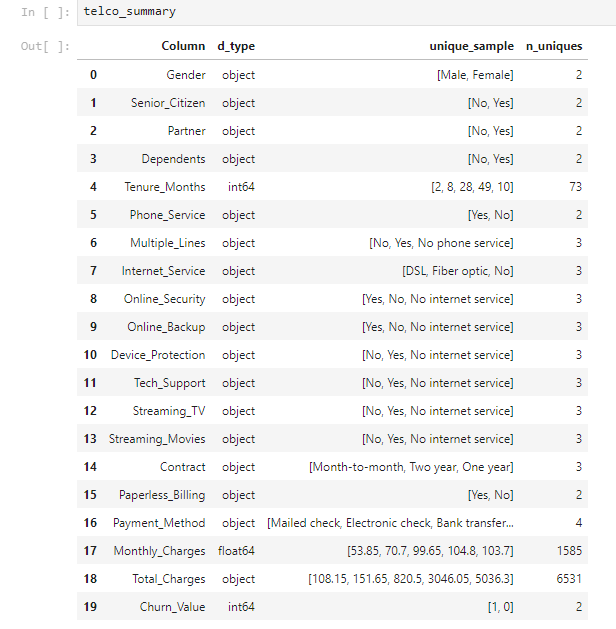 In [ ]: telco_summary
Out[ ]:
Column d_type unique_sample n_uniques
0 Gender object [Male, Female] 2
1 Senior_Citizen object [No, Yes] 2
2 Partner object [No, Yes] 2
3 Dependents object [No, Yes] 2
4 Tenure_Months int64 [2, 8, 28, 49, 10] 73
5 Phone_Service object [Yes, No] 2
6 Multiple_Lines object [No, Yes, No phone service] 3
7 Internet_Service object [DSL, Fiber optic, No] 3
8 Online_Security object [Yes, No, No internet service] 3
9 Online_Backup object [Yes, No, No internet service] 3
10 Device_Protection object [No, Yes, No internet service] 3
11 Tech_Support object [No, Yes, No internet service] 3
12 Streaming_TV object [No, Yes, No internet service] 3
13 Streaming_Movies object [No, Yes, No internet service] 3
14 Contract object [Month-to-month, Two year, One year] 3
15 Paperless_Billing object [Yes, No] 2
16 Payment_Method object [Mailed check, Electronic check, Bank transfer... 4
17 Monthly_Charges float64 [53.85, 70.7, 99.65, 104.8, 103.7] 1585
18 Total_Charges object [108.15, 151.65, 820.5, 3046.05, 5036.3] 6531
19 Churn_Value int64 [1, 0] 2